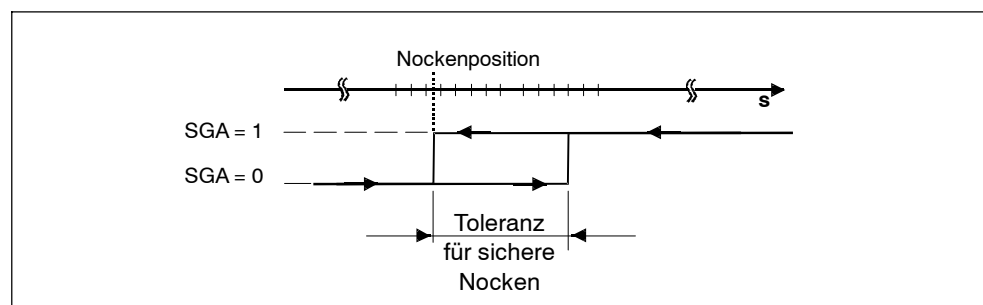 Nockenposition
s
SGA = 1
SGA = 0
Toleranz
für sichere
Nocken